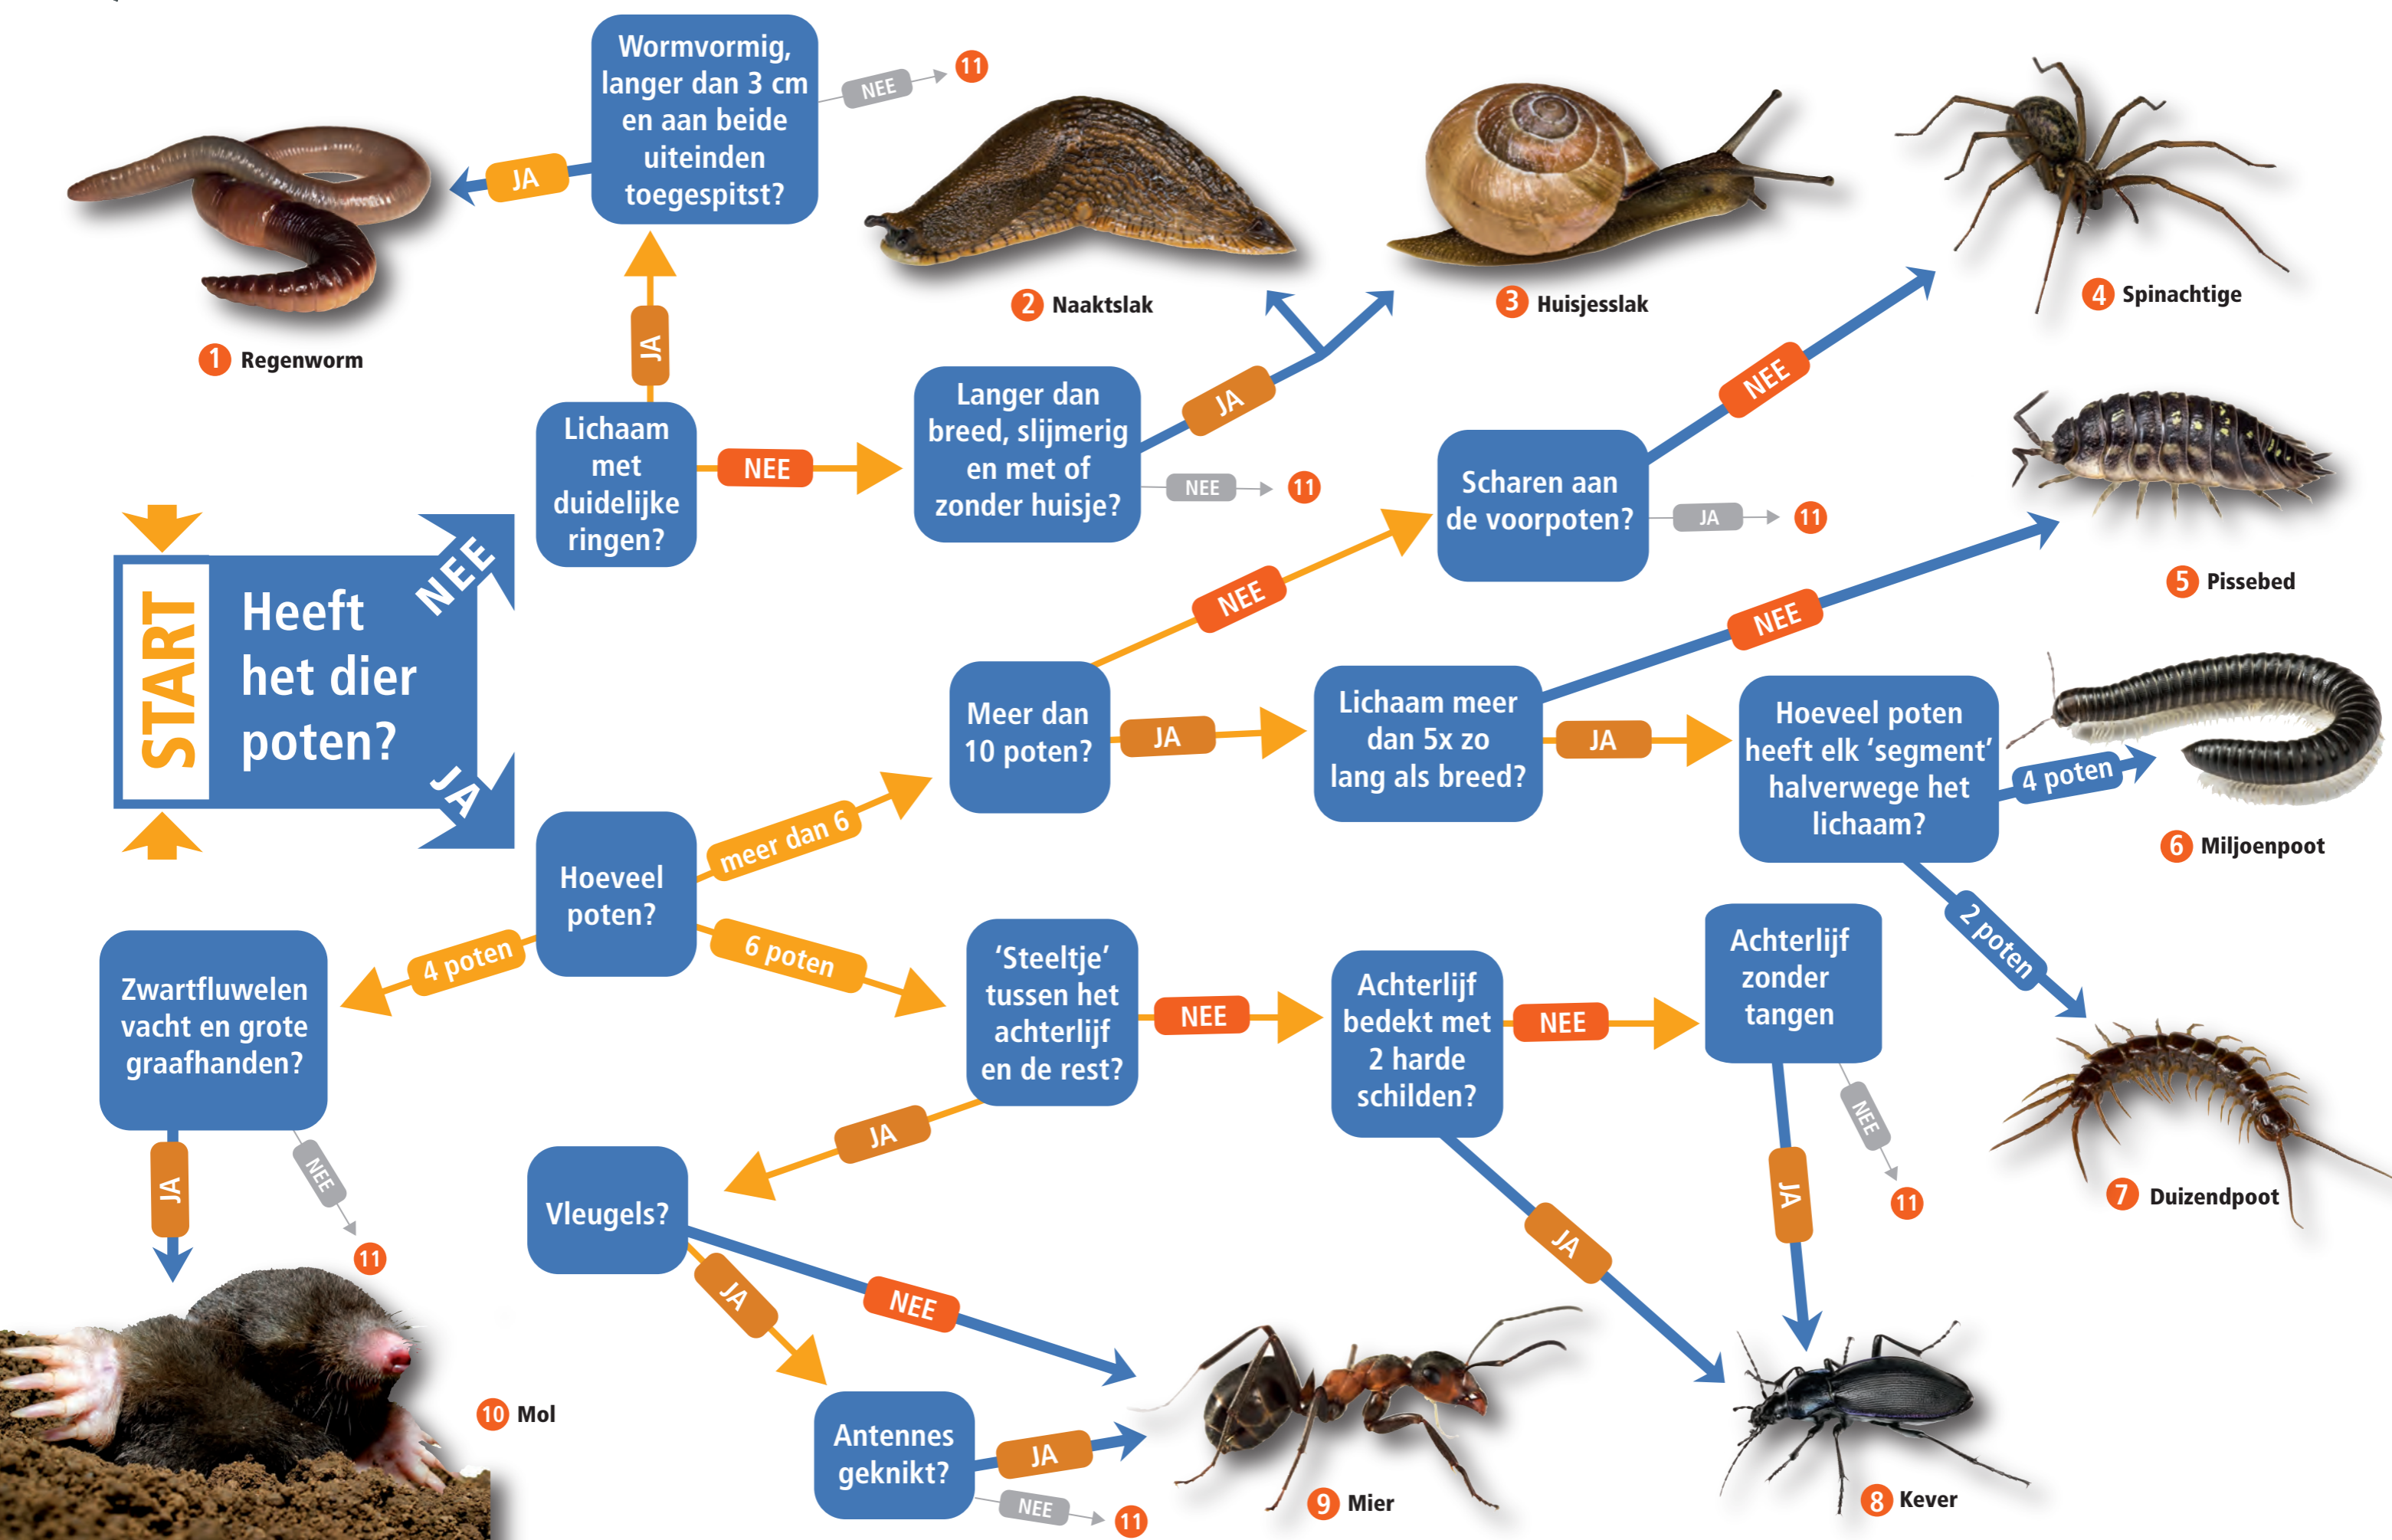 Wormvormig,
langer dan 3 cm
en aan beide
uiteinden
toegespitst?
NEE
11
JA
1 Regenworm
2 Naaktslak
3 Huisjesslak
4 Spinachtige
JA
Lichaam
met
duidelijke
ringen?
NEE
Langer dan
breed, slijmerig
en met of
zonder huisje?
JA
NEE
11
Scharen aan
de voorpoten?
NEE
JA
11
5 Pissebed
START
Heeft
het dier
poten?
NEE
JA
Hoeveel
poten?
meer dan 6
Meer dan
10 poten?
NEE
JA
Lichaam meer
dan 5x zo
lang als breed?
NEE
JA
Hoeveel poten
heeft elk ‘segment’
halverwege het
lichaam?
4 poten
6 Miljoenpoot
2 poten
7 Duizendpoot
4 poten
6 poten
Zwartfluwelen
vacht en grote
graafhanden?
JA
NEE
11
10 Mol
‘Steeltje’
tussen het
achterlijf
en de rest?
NEE
JA
Achterlijf
bedekt met
2 harde
schilden?
NEE
JA
Achterlijf
zonder
tangen
JA
NEE
11
8 Kever
Vleugels?
NEE
JA
Antennes
geknikt?
JA
NEE
11
9 Mier